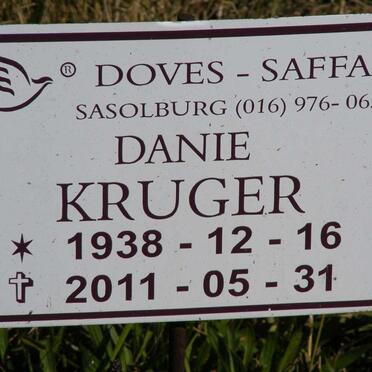 ® DOVES - SAFFA
SASOLBURG (016) 976- 06
DANIE
KRUGER
✶ 1938 - 12 - 16
✞ 2011 - 05 - 31